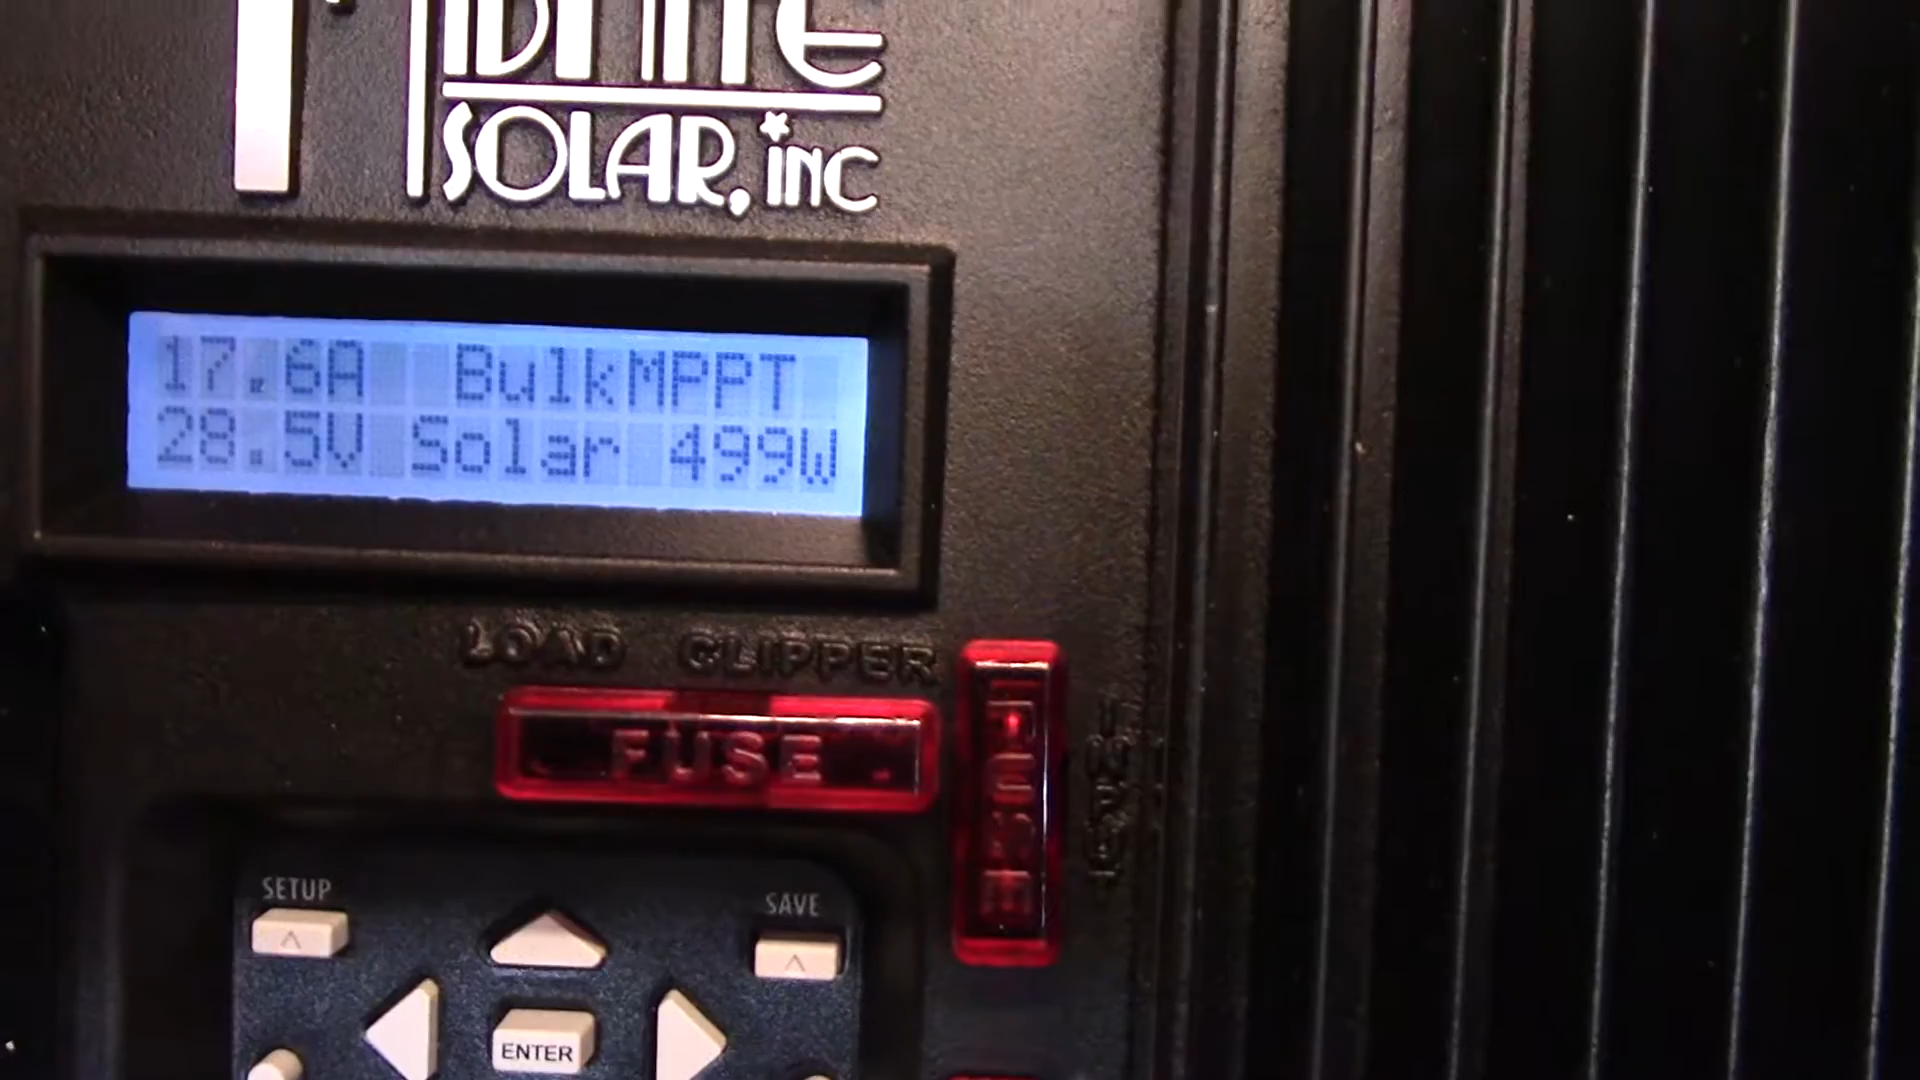 SOLAR, INC
17.6A BulkMPPT
28.5V Solar 499W
LOAD CLIPPER
FUSE
FUSE
SETUP
SAVE
ENTER